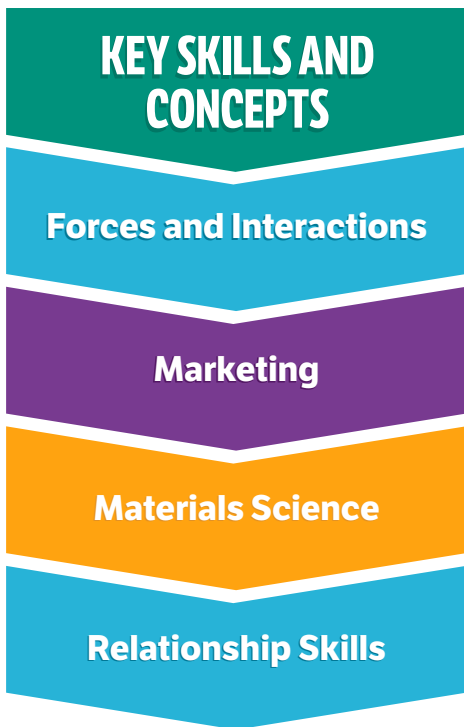 KEY SKILLS AND
CONCEPTS
Forces and Interactions
Marketing
Materials Science
Relationship Skills